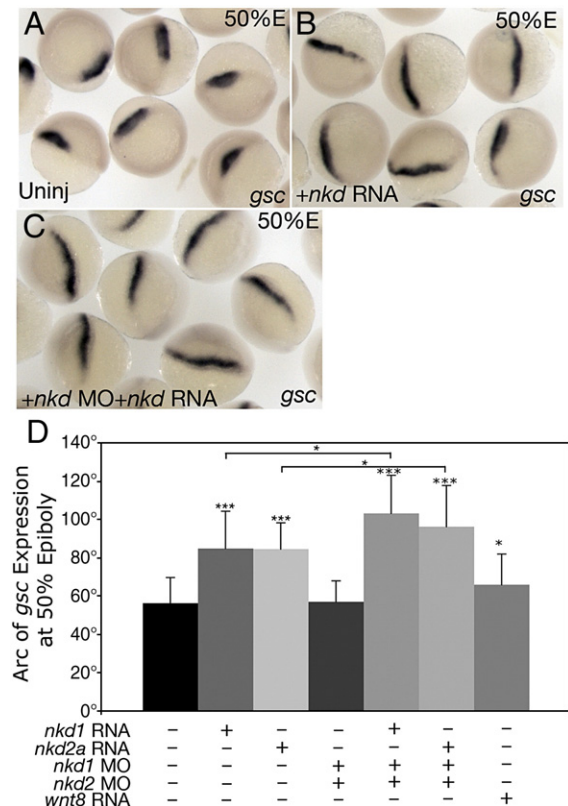 A 50%E
Uninj gsc
B 50%E
+nkd RNA gsc
C 50%E
+nkd MO+nkd RNA gsc
D
Arc of gsc Expression
at 50% Epiboly
140°
120°
100°
80°
60°
40°
20°
0°
*
*
*** *** *** *** *
nkd1 RNA – + – – + – –
nkd2a RNA – – + – – + –
nkd1 MO – – – + + + –
nkd2 MO – – – + + + –
wnt8 RNA – – – – – – +